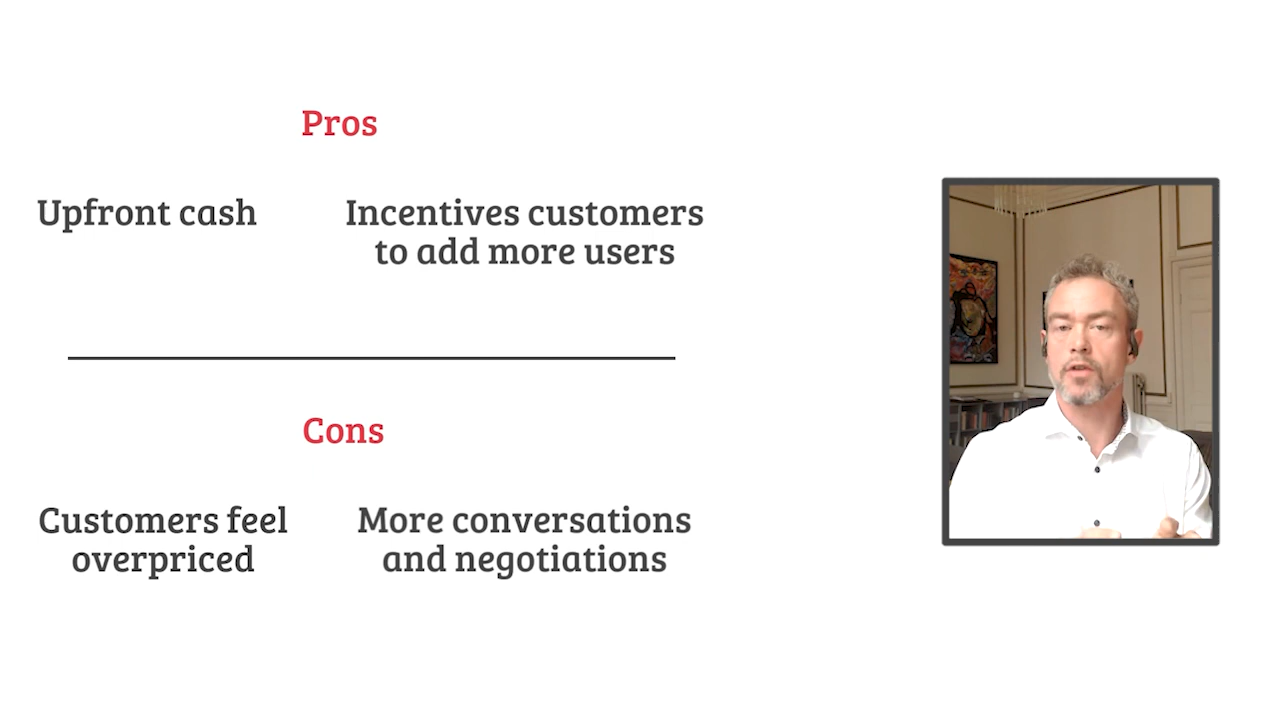 Pros
Upfront cash
Incentives customers
to add more users
Cons
Customers feel
overpriced
More conversations
and negotiations